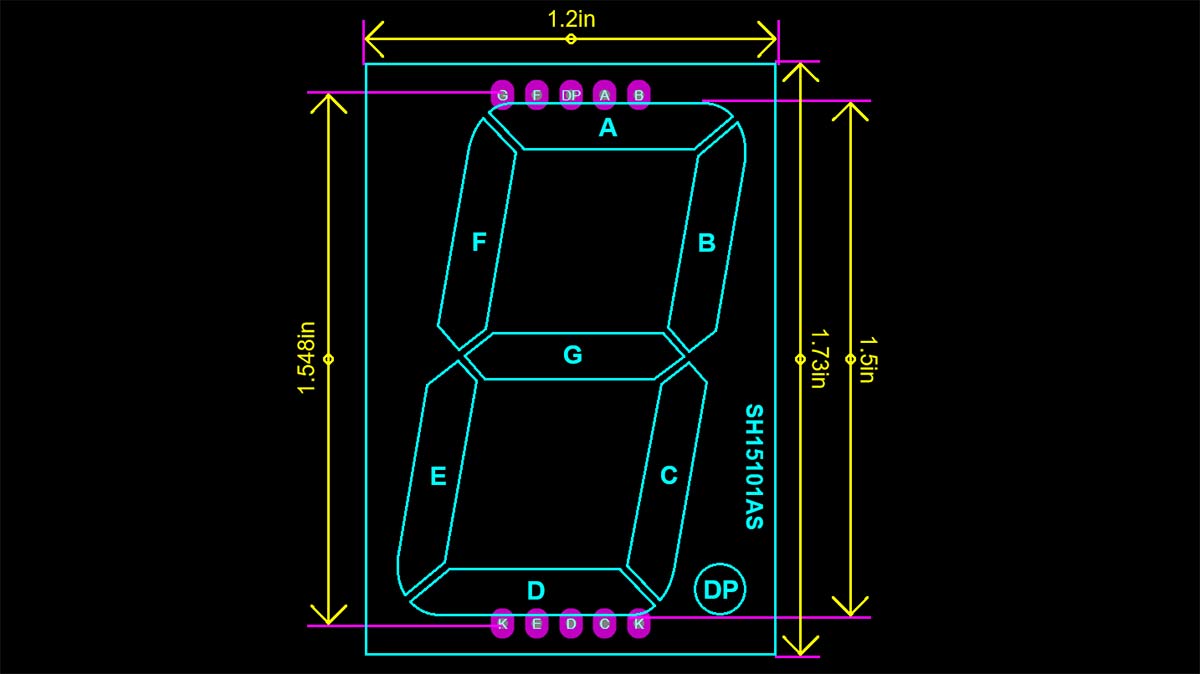 1.2in
G F DP A B
A
F
B
1.548in
G
1.73in
1.5in
SH15101AS
E
C
D
DP
K E D C K